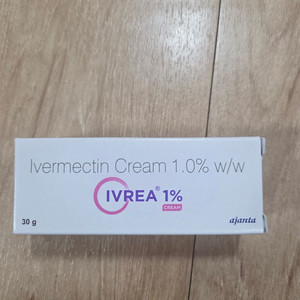 Ivermectin Cream 1.0% w/w
IVREA® 1%
CREAM
30 g
ajanta